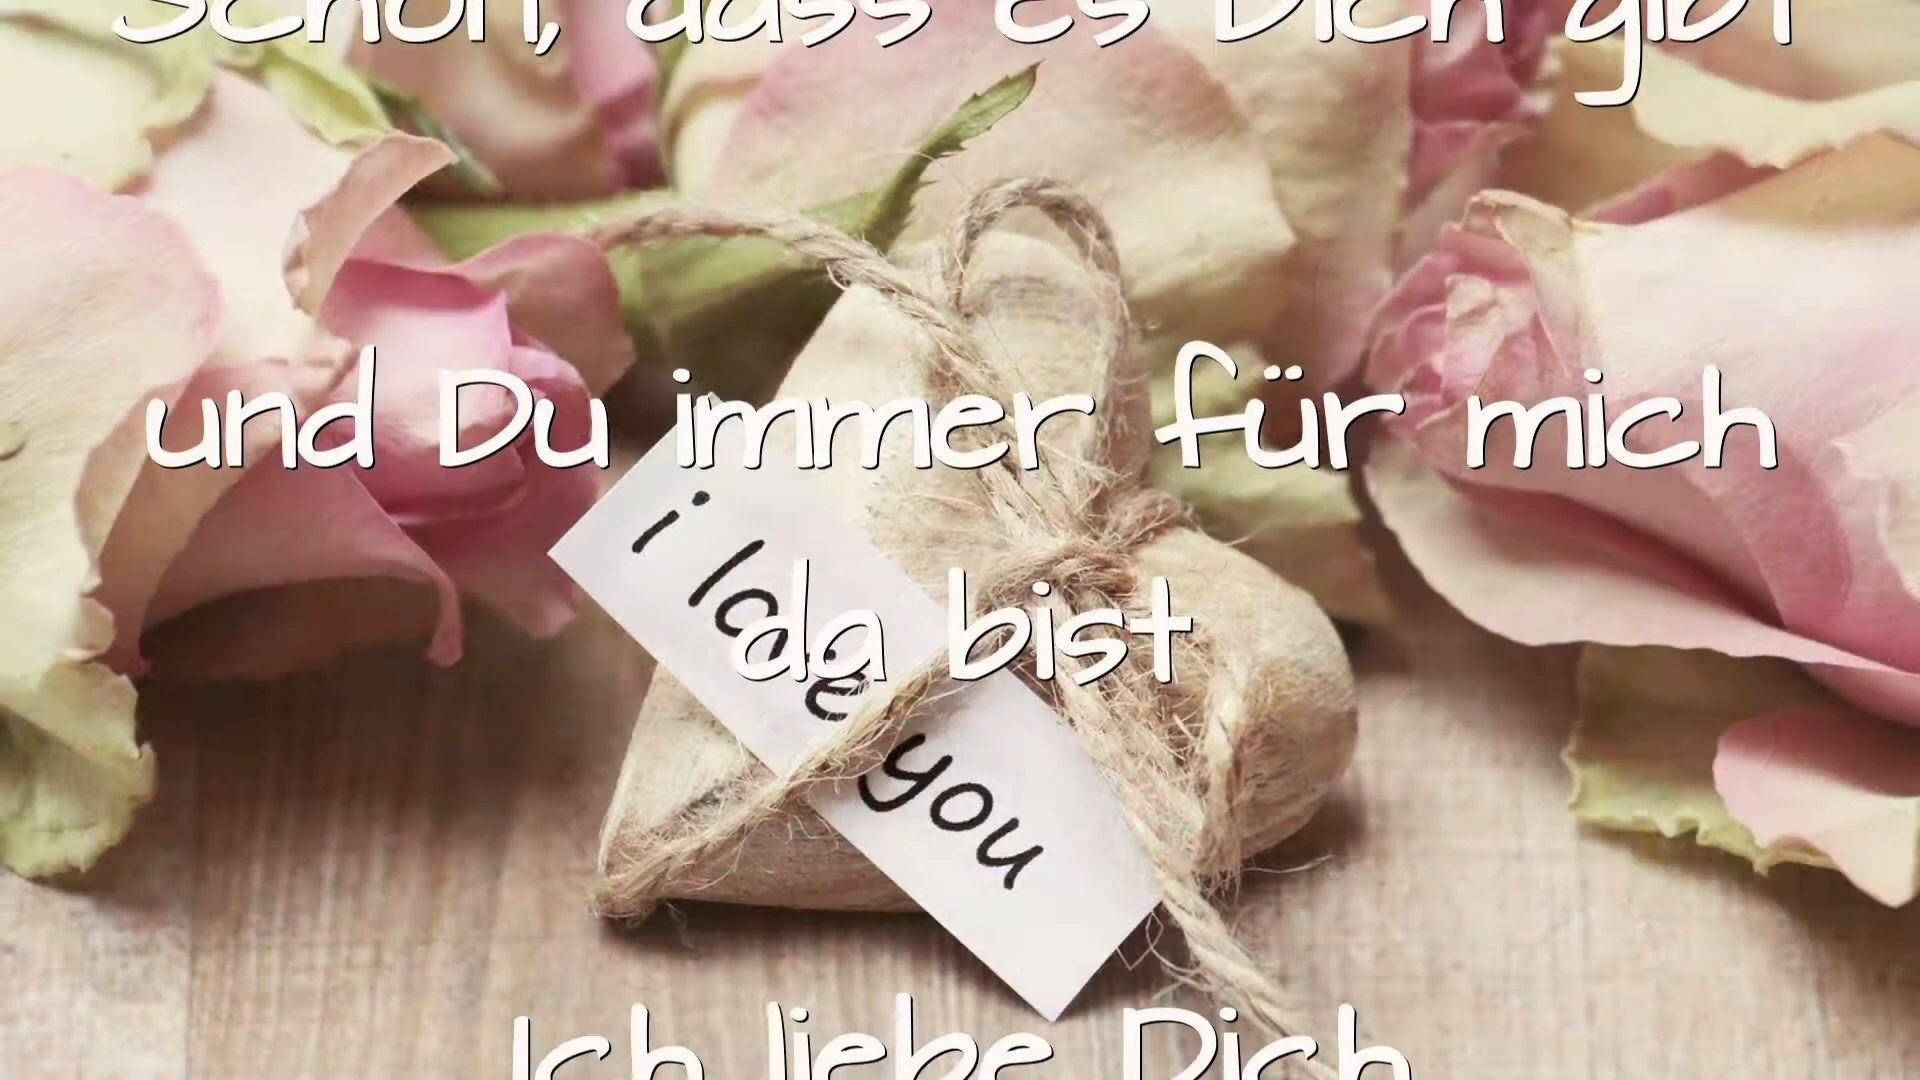 Schön, dass es Dich gibt
und Du immer für mich
da bist
i love you
Ich liebe Dich